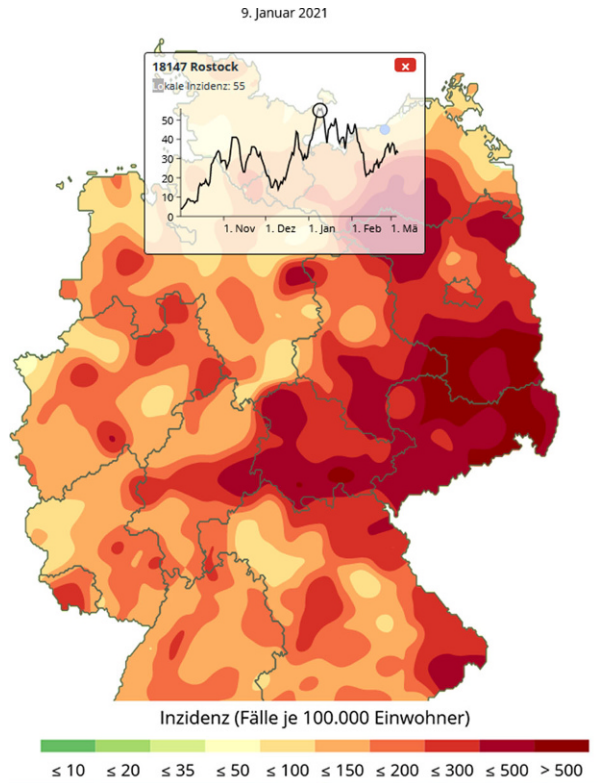 9. Januar 2021
18147 Rostock
Lokale Inzidenz: 55
50
40
30
20
10
0
1. Nov 1. Dez 1. Jan 1. Feb 1. Mä
Inzidenz (Fälle je 100.000 Einwohner)
≤ 10 ≤ 20 ≤ 35 ≤ 50 ≤ 100 ≤ 150 ≤ 200 ≤ 300 ≤ 500 > 500